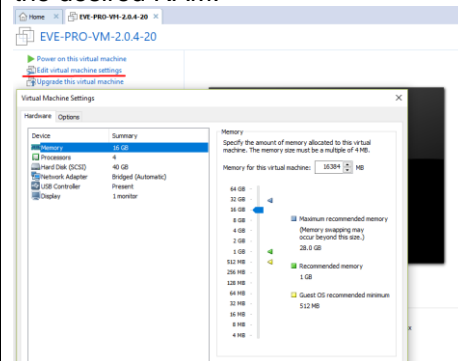 the desired RAM.
Home × EVE-PRO-VM-2.0.4-20 ×
EVE-PRO-VM-2.0.4-20
Power on this virtual machine
Edit virtual machine settings
Upgrade this virtual machine
Virtual Machine Settings ×
Hardware Options
Device Summary
Memory 16 GB
Processors 4
Hard Disk (SCSI) 40 GB
Network Adapter Bridged (Automatic)
USB Controller Present
Display 1 monitor
Memory
Specify the amount of memory allocated to this virtual
machine. The memory size must be a multiple of 4 MB.
Memory for this virtual machine: 16384 MB
64 GB
32 GB
16 GB
8 GB
4 GB
2 GB
1 GB
512 MB
256 MB
128 MB
64 MB
32 MB
16 MB
8 MB
4 MB
Maximum recommended memory
(Memory swapping may
occur beyond this size.)
28.0 GB
Recommended memory
1 GB
Guest OS recommended minimum
512 MB